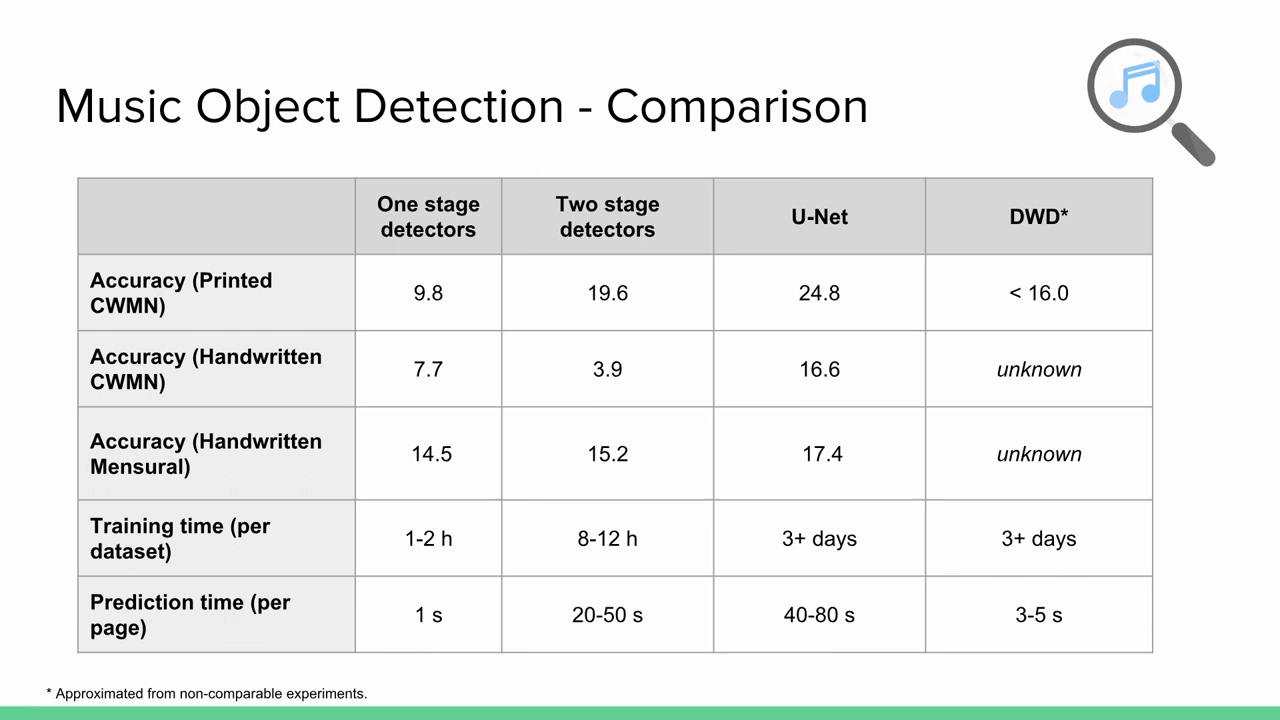 Music Object Detection - Comparison
One stage detectors
Two stage detectors
U-Net
DWD*
Accuracy (Printed CWMN)
9.8
19.6
24.8
< 16.0
Accuracy (Handwritten CWMN)
7.7
3.9
16.6
unknown
Accuracy (Handwritten Mensural)
14.5
15.2
17.4
unknown
Training time (per dataset)
1-2 h
8-12 h
3+ days
3+ days
Prediction time (per page)
1 s
20-50 s
40-80 s
3-5 s
* Approximated from non-comparable experiments.